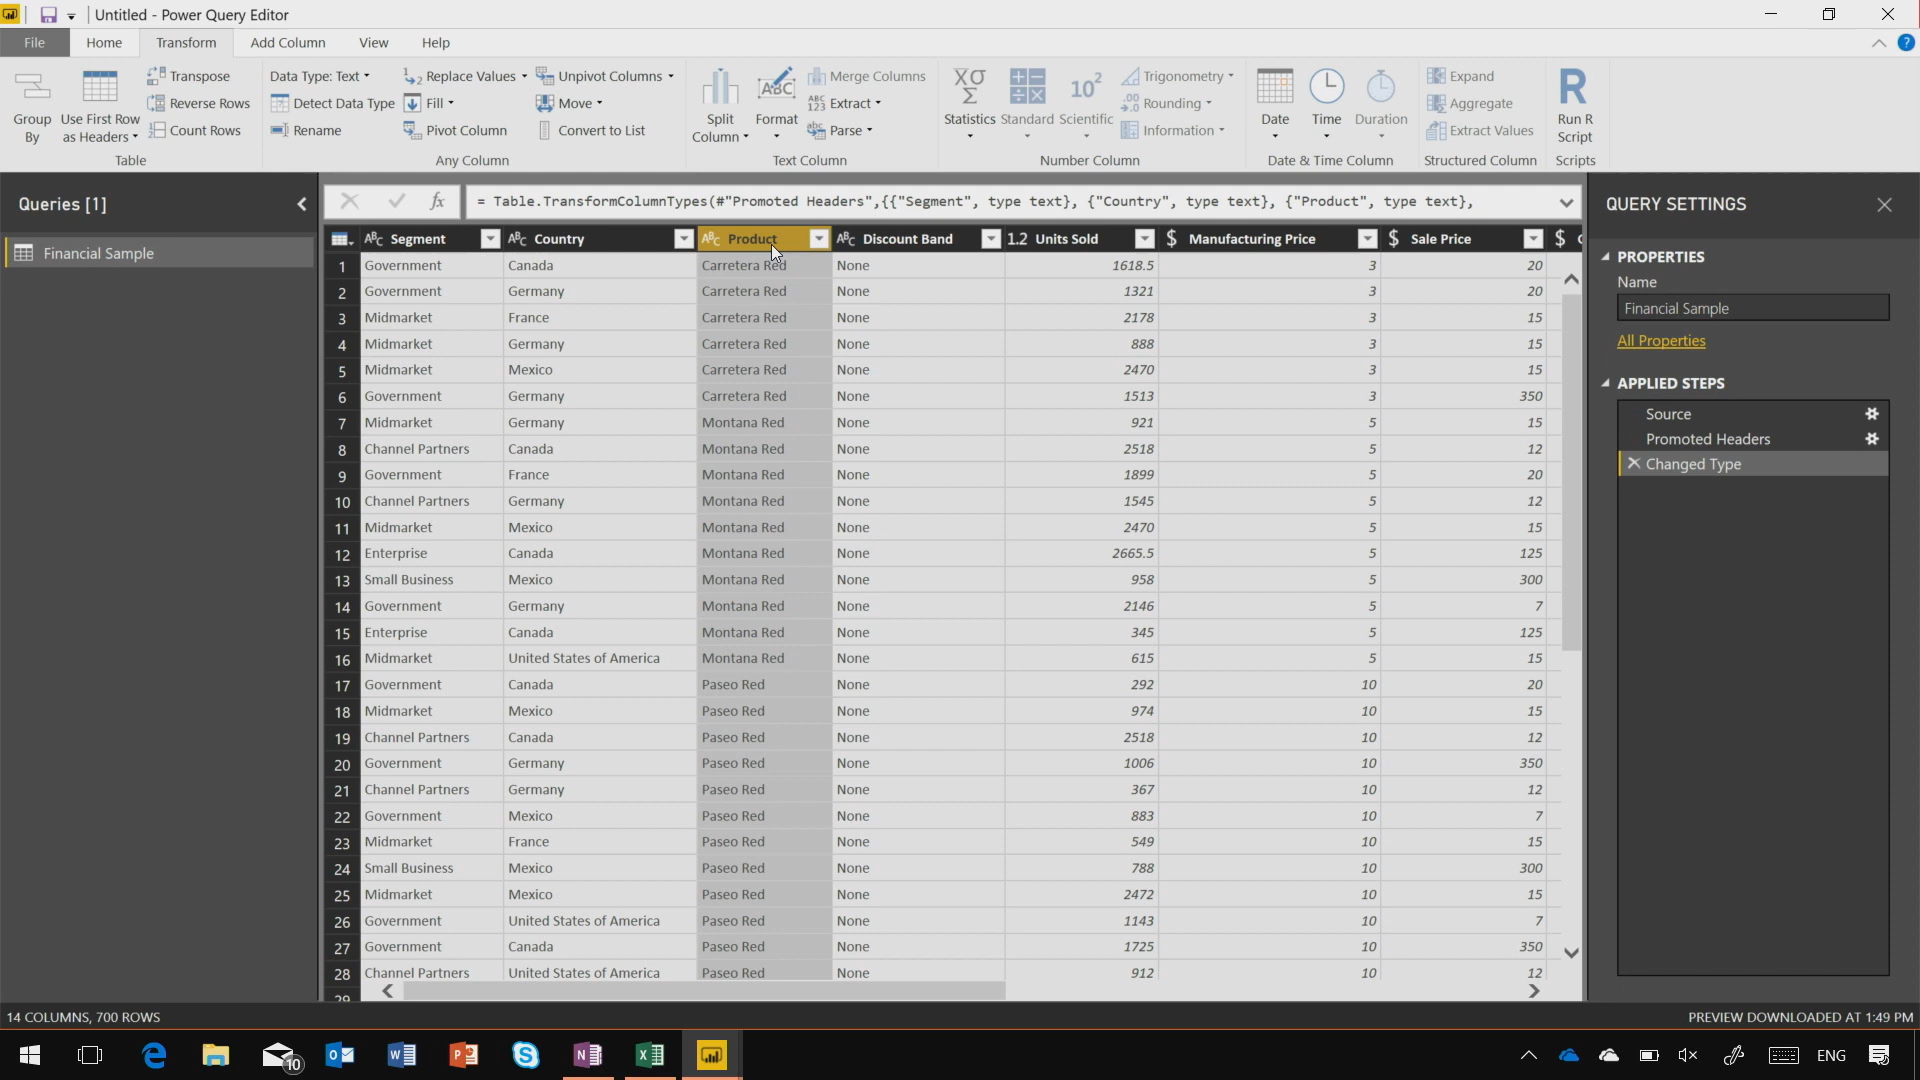 Untitled - Power Query Editor
File Home Transform Add Column View Help
Group By
Use First Row as Headers
Transpose
Reverse Rows
Count Rows
Table
Data Type: Text
Detect Data Type
Rename
Replace Values
Fill
Pivot Column
Unpivot Columns
Move
Convert to List
Any Column
Split Column
Format
Merge Columns
Extract
Parse
Text Column
Statistics
Standard
Scientific
Trigonometry
Rounding
Information
Number Column
Date
Time
Duration
Date & Time Column
Expand
Aggregate
Extract Values
Structured Column
Run R Script
Scripts
Queries [1]
Financial Sample
= Table.TransformColumnTypes(#"Promoted Headers",{{"Segment", type text}, {"Country", type text}, {"Product", type text},
Segment Country Product Discount Band 1.2 Units Sold $ Manufacturing Price $ Sale Price $
1 Government Canada Carretera Red None 1618.5 3 20
2 Government Germany Carretera Red None 1321 3 20
3 Midmarket France Carretera Red None 2178 3 15
4 Midmarket Germany Carretera Red None 888 3 15
5 Midmarket Mexico Carretera Red None 2470 3 15
6 Government Germany Carretera Red None 1513 3 350
7 Midmarket Germany Montana Red None 921 5 15
8 Channel Partners Canada Montana Red None 2518 5 12
9 Government France Montana Red None 1899 5 20
10 Channel Partners Germany Montana Red None 1545 5 12
11 Midmarket Mexico Montana Red None 2470 5 15
12 Enterprise Canada Montana Red None 2665.5 5 125
13 Small Business Mexico Montana Red None 958 5 300
14 Government Germany Montana Red None 2146 5 7
15 Enterprise Canada Montana Red None 345 5 125
16 Midmarket United States of America Montana Red None 615 5 15
17 Government Canada Paseo Red None 292 10 20
18 Midmarket Mexico Paseo Red None 974 10 15
19 Channel Partners Canada Paseo Red None 2518 10 12
20 Government Germany Paseo Red None 1006 10 350
21 Channel Partners Germany Paseo Red None 367 10 12
22 Government Mexico Paseo Red None 883 10 7
23 Midmarket France Paseo Red None 549 10 15
24 Small Business Mexico Paseo Red None 788 10 300
25 Midmarket Mexico Paseo Red None 2472 10 15
26 Government United States of America Paseo Red None 1143 10 7
27 Government Canada Paseo Red None 1725 10 350
28 Channel Partners United States of America Paseo Red None 912 10 12
29
QUERY SETTINGS
PROPERTIES
Name
Financial Sample
All Properties
APPLIED STEPS
Source
Promoted Headers
Changed Type
14 COLUMNS, 700 ROWS
PREVIEW DOWNLOADED AT 1:49 PM
10
ENG